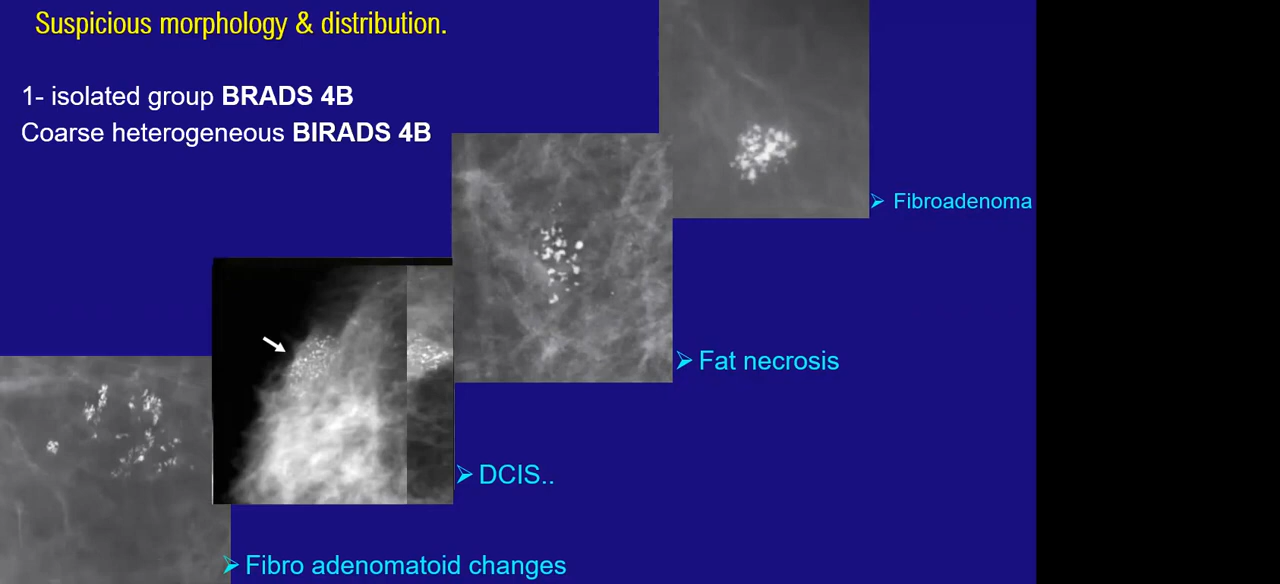 Suspicious morphology & distribution.
1- isolated group BRADS 4B
Coarse heterogeneous BIRADS 4B
➢ Fibroadenoma
➢ Fat necrosis
➢ DCIS..
➢ Fibro adenomatoid changes